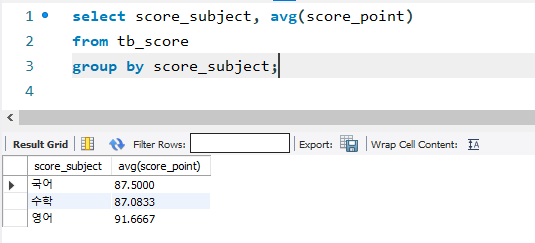 1 select score_subject, avg(score_point)
2 from tb_score
3 group by score_subject;
4
Result Grid Filter Rows: Export: Wrap Cell Content: IA
score_subject avg(score_point)
국어 87.5000
수학 87.0833
영어 91.6667